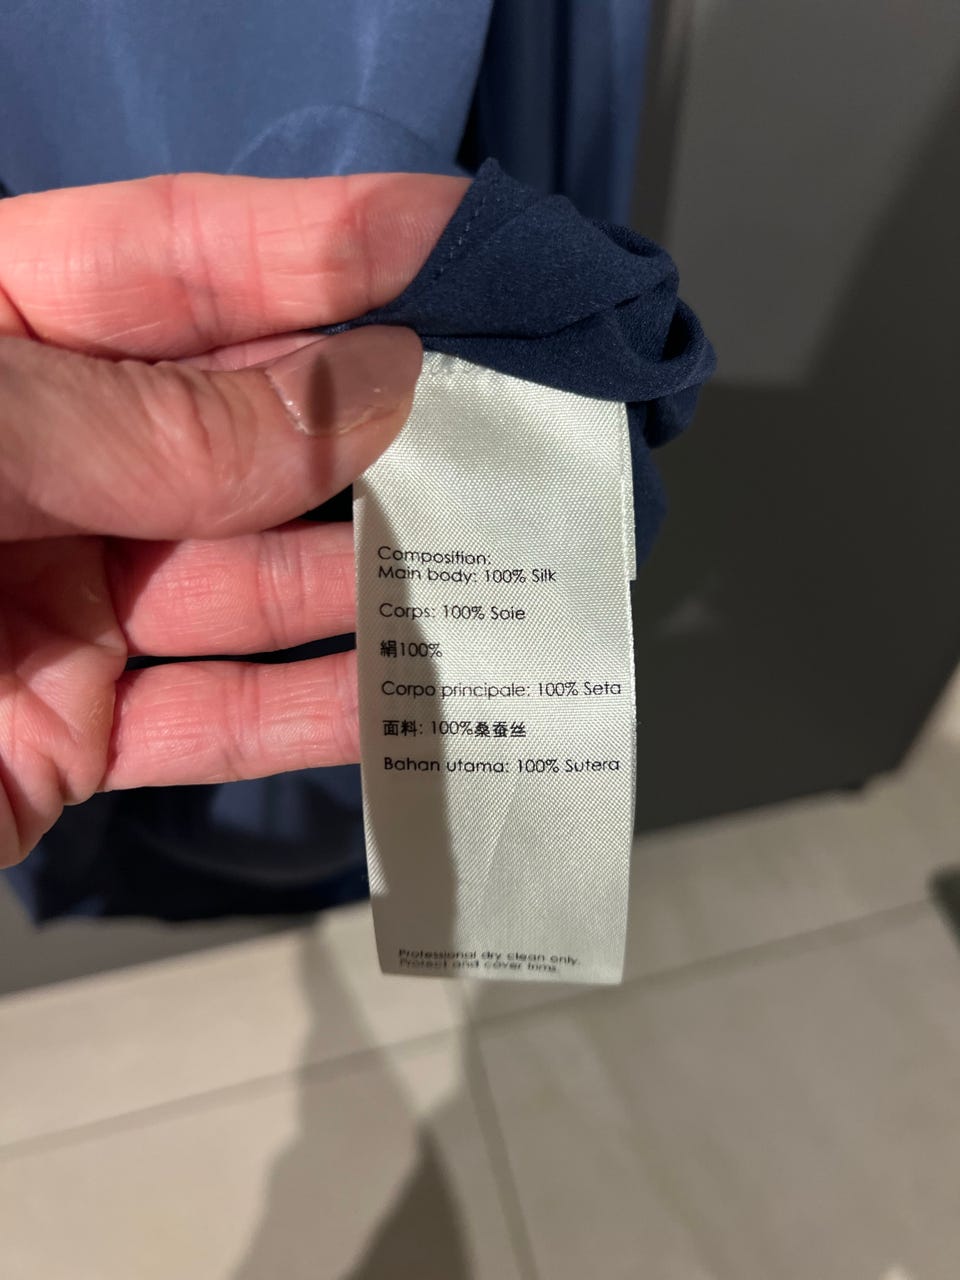 Composition:
Main body: 100% Silk
Corps: 100% Soie
絹100%
Corpo principale: 100% Seta
面料: 100%桑蚕丝
Bahan utama: 100% Sutera
Professional dry clean only.
Protect and cover trims.